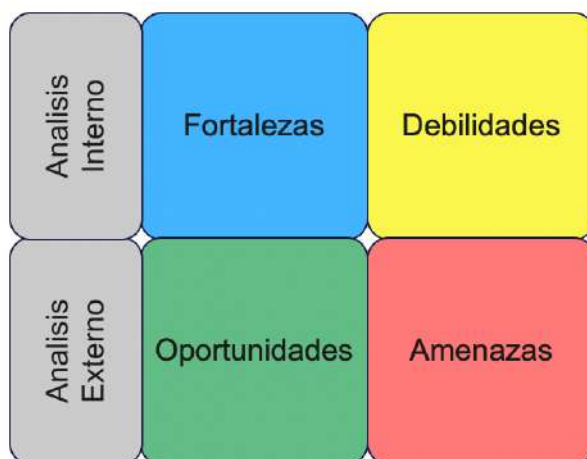 Analisis
Interno
Fortalezas
Debilidades
Analisis
Externo
Oportunidades
Amenazas